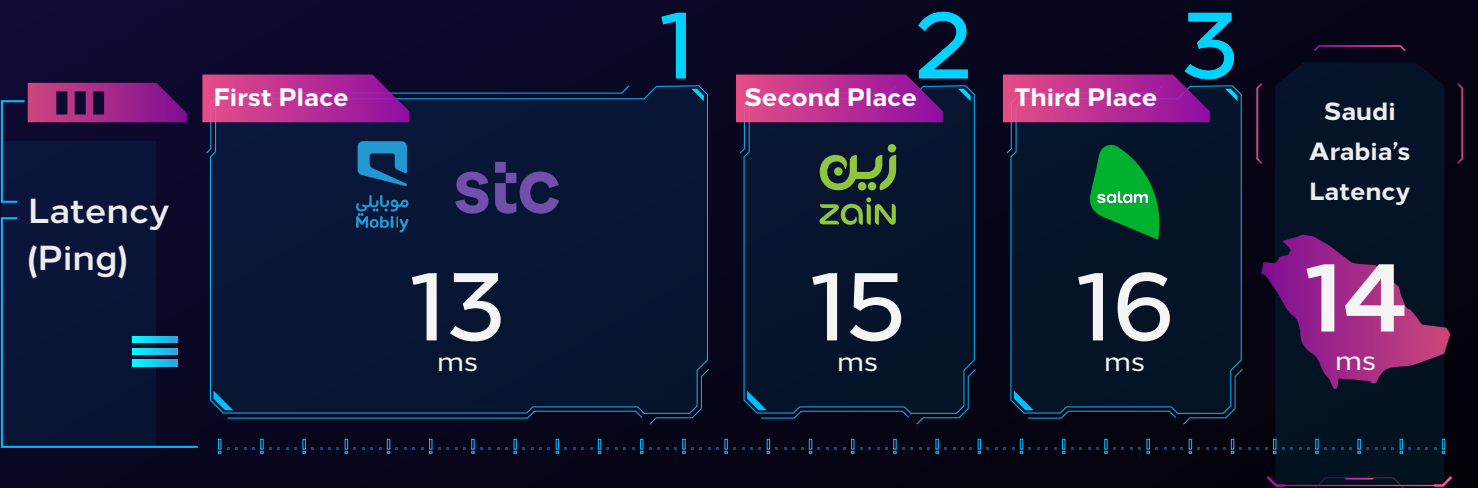 Latency
(Ping)
1
First Place
موبايلي
Mobily
stc
13
ms
2
Second Place
زين
zain
15
ms
3
Third Place
salam
16
ms
Saudi
Arabia's
Latency
14
ms